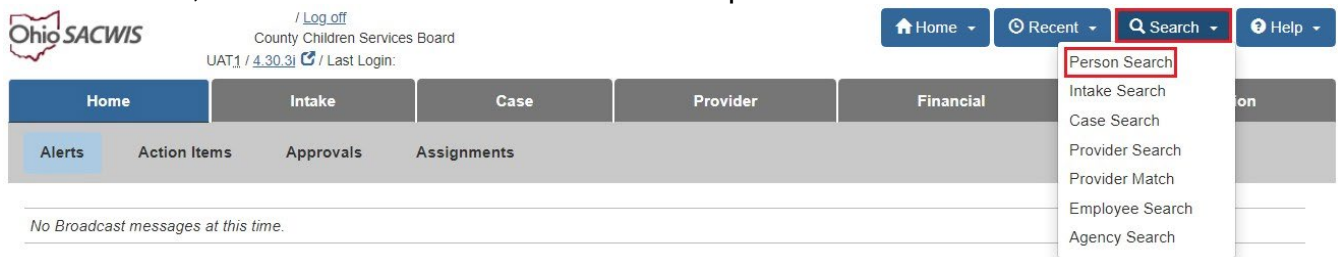 Ohio SACWIS
/ Log off
County Children Services Board
UAT1 / 4.30.3i / Last Login:
Home
Recent
Search
Help
Person Search
Intake Search
Case Search
Provider Search
Provider Match
Employee Search
Agency Search
Home Intake Case Provider Financial ion
Alerts Action Items Approvals Assignments
No Broadcast messages at this time.